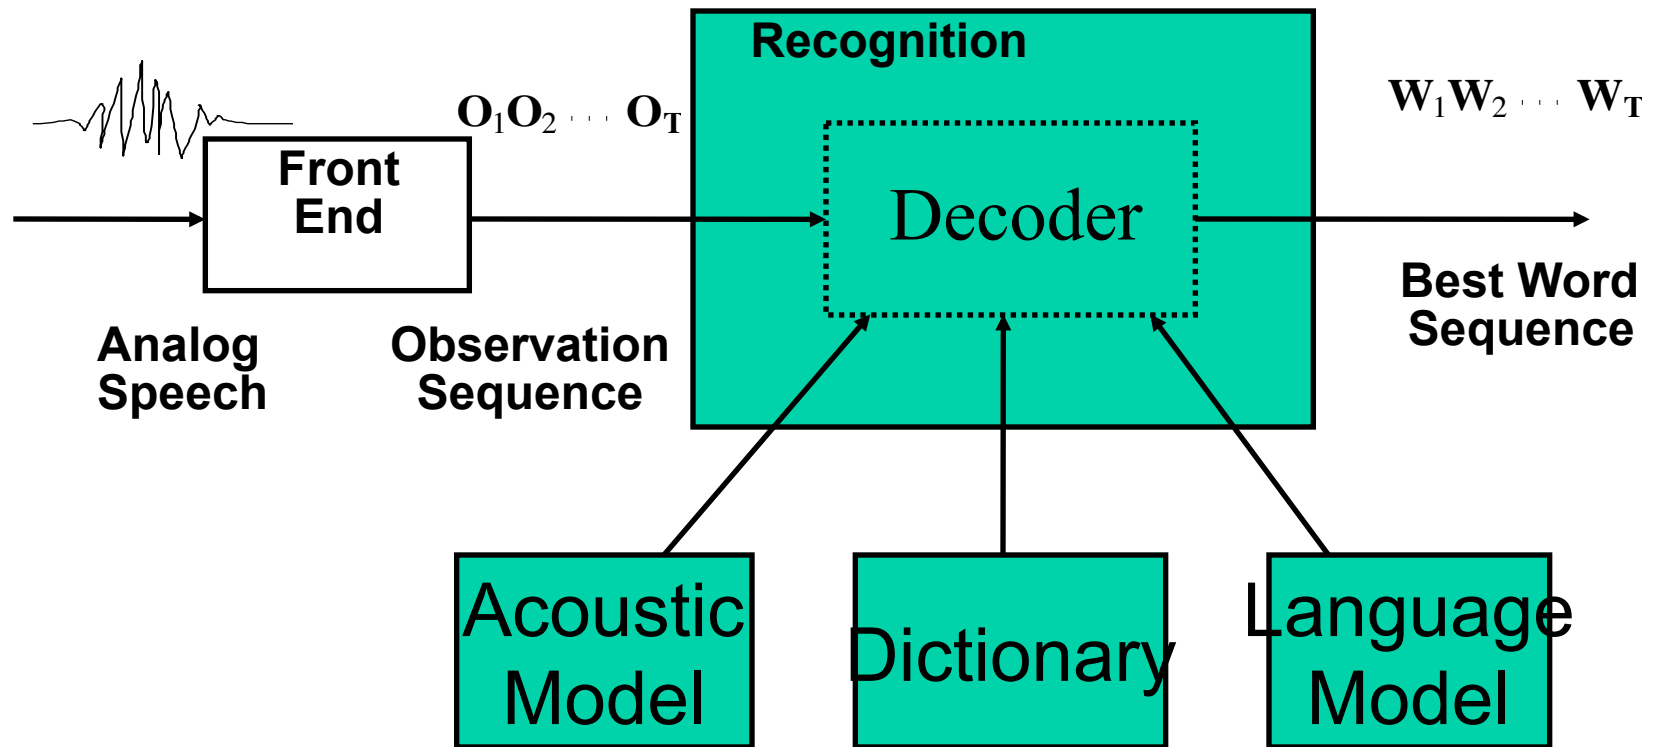 Recognition
O1O2 ... OT
W1W2 ... WT
Front
End
Decoder
Analog
Speech
Observation
Sequence
Best Word
Sequence
Acoustic
Model
Dictionary
Language
Model